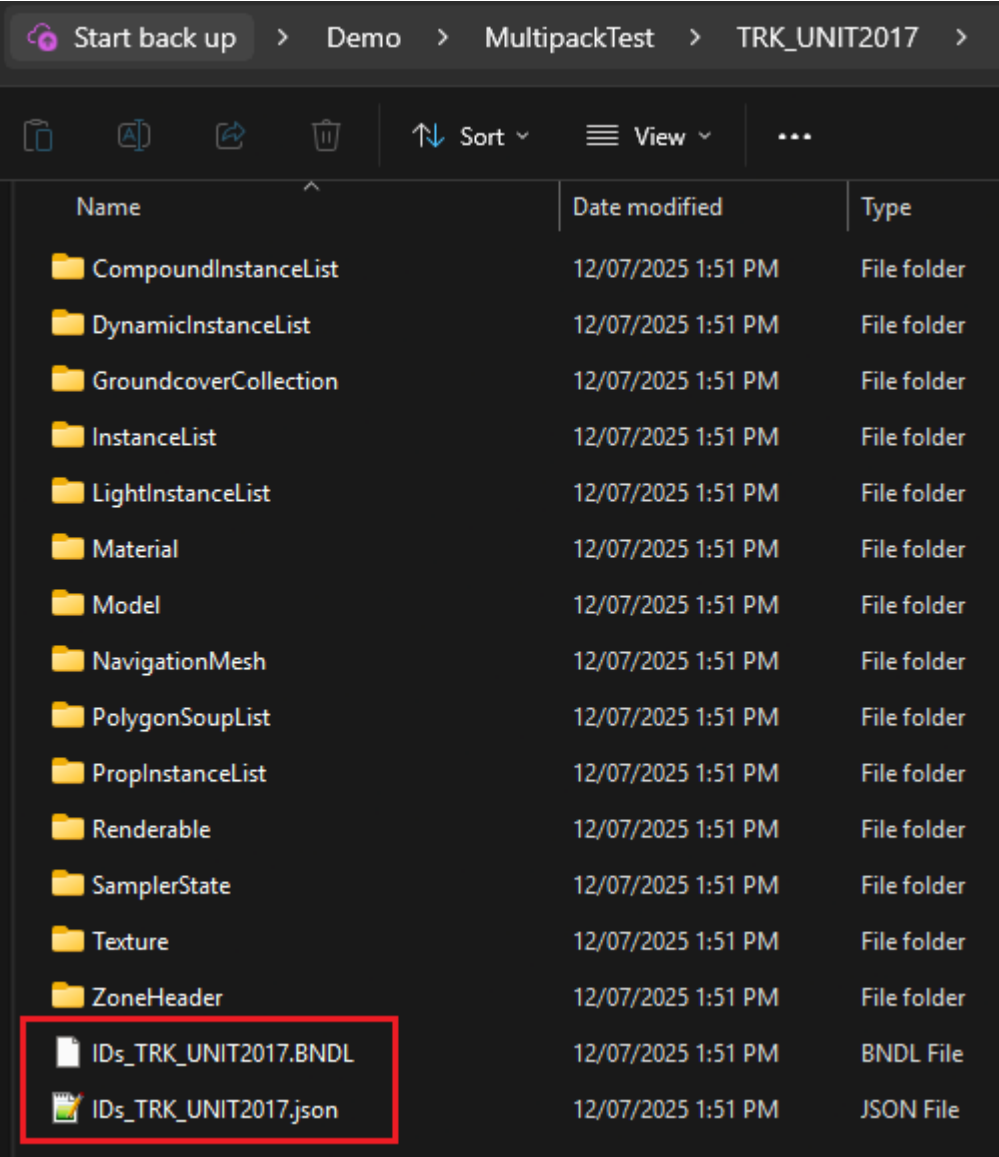 Start back up > Demo > MultipackTest > TRK_UNIT2017 >
Sort View
Name Date modified Type
CompoundInstanceList 12/07/2025 1:51 PM File folder
DynamicInstanceList 12/07/2025 1:51 PM File folder
GroundcoverCollection 12/07/2025 1:51 PM File folder
InstanceList 12/07/2025 1:51 PM File folder
LightInstanceList 12/07/2025 1:51 PM File folder
Material 12/07/2025 1:51 PM File folder
Model 12/07/2025 1:51 PM File folder
NavigationMesh 12/07/2025 1:51 PM File folder
PolygonSoupList 12/07/2025 1:51 PM File folder
PropInstanceList 12/07/2025 1:51 PM File folder
Renderable 12/07/2025 1:51 PM File folder
SamplerState 12/07/2025 1:51 PM File folder
Texture 12/07/2025 1:51 PM File folder
ZoneHeader 12/07/2025 1:51 PM File folder
IDs_TRK_UNIT2017.BNDL 12/07/2025 1:51 PM BNDL File
IDs_TRK_UNIT2017.json 12/07/2025 1:51 PM JSON File